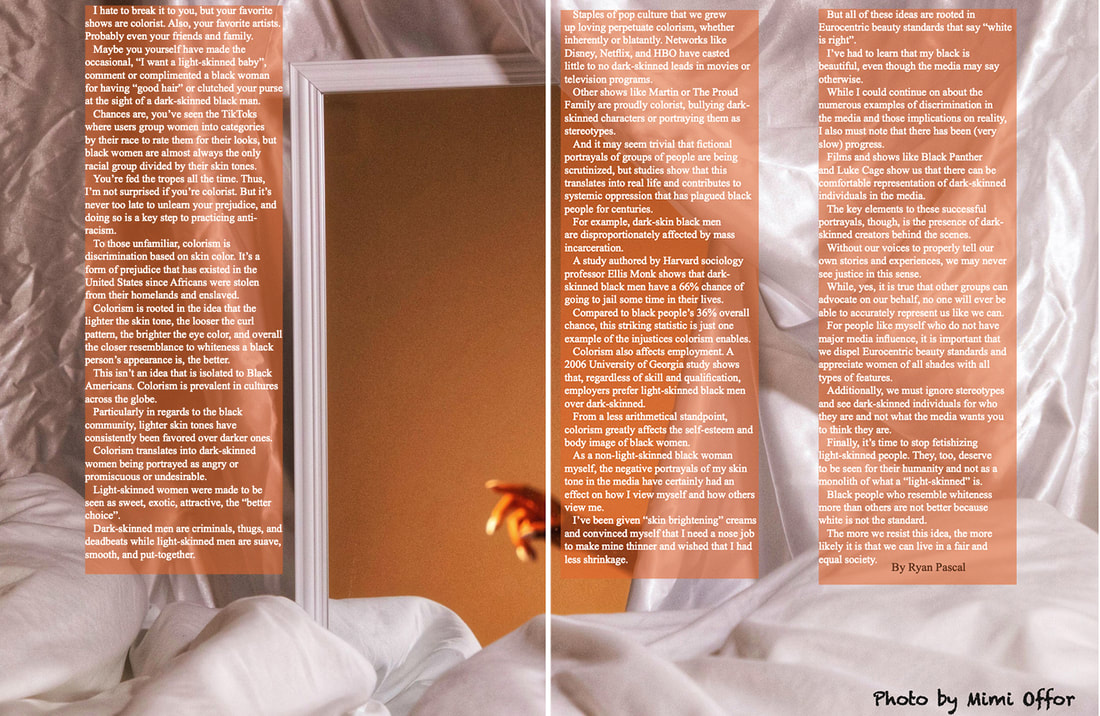 I hate to break it to you, but your favorite
shows are colorist. Also, your favorite artists.
Probably even your friends and family.
Maybe you yourself have made the
occasional, “I want a light-skinned baby”,
comment or complimented a black woman
for having “good hair” or clutched your purse
at the sight of a dark-skinned black man.
Chances are, you’ve seen the TikToks
where users group women into categories
by their race to rate them for their looks, but
black women are almost always the only
racial group divided by their skin tones.
You’re fed the tropes all the time. Thus,
I’m not surprised if you’re colorist. But it’s
never too late to unlearn your prejudice, and
doing so is a key step to practicing anti-
racism.
To those unfamiliar, colorism is
discrimination based on skin color. It’s a
form of prejudice that has existed in the
United States since Africans were stolen
from their homelands and enslaved.
Colorism is rooted in the idea that the
lighter the skin tone, the looser the curl
pattern, the brighter the eye color, and overall
the closer resemblance to whiteness a black
person’s appearance is, the better.
This isn’t an idea that is isolated to Black
Americans. Colorism is prevalent in cultures
across the globe.
Particularly in regards to the black
community, lighter skin tones have
consistently been favored over darker ones.
Colorism translates into dark-skinned
women being portrayed as angry or
promiscuous or undesirable.
Light-skinned women were made to be
seen as sweet, exotic, attractive, the “better
choice”.
Dark-skinned men are criminals, thugs, and
deadbeats while light-skinned men are suave,
smooth, and put-together.
Staples of pop culture that we grew
up loving perpetuate colorism, whether
inherently or blatantly. Networks like
Disney, Netflix, and HBO have casted
little to no dark-skinned leads in movies or
television programs.
Other shows like Martin or The Proud
Family are proudly colorist, bullying dark-
skinned characters or portraying them as
stereotypes.
And it may seem trivial that fictional
portrayals of groups of people are being
scrutinized, but studies show that this
translates into real life and contributes to
systemic oppression that has plagued black
people for centuries.
For example, dark-skin black men
are disproportionately affected by mass
incarceration.
A study authored by Harvard sociology
professor Ellis Monk shows that dark-
skinned black men have a 66% chance of
going to jail some time in their lives.
Compared to black people’s 36% overall
chance, this striking statistic is just one
example of the injustices colorism enables.
Colorism also affects employment. A
2006 University of Georgia study shows
that, regardless of skill and qualification,
employers prefer light-skinned black men
over dark-skinned.
From a less arithmetical standpoint,
colorism greatly affects the self-esteem and
body image of black women.
As a non-light-skinned black woman
myself, the negative portrayals of my skin
tone in the media have certainly had an
effect on how I view myself and how others
view me.
I’ve been given “skin brightening” creams
and convinced myself that I need a nose job
to make mine thinner and wished that I had
less shrinkage.
But all of these ideas are rooted in
Eurocentric beauty standards that say “white
is right”.
I’ve had to learn that my black is
beautiful, even though the media may say
otherwise.
While I could continue on about the
numerous examples of discrimination in
the media and those implications on reality,
I also must note that there has been (very
slow) progress.
Films and shows like Black Panther
and Luke Cage show us that there can be
comfortable representation of dark-skinned
individuals in the media.
The key elements to these successful
portrayals, though, is the presence of dark-
skinned creators behind the scenes.
Without our voices to properly tell our
own stories and experiences, we may never
see justice in this sense.
While, yes, it is true that other groups can
advocate on our behalf, no one will ever be
able to accurately represent us like we can.
For people like myself who do not have
major media influence, it is important that
we dispel Eurocentric beauty standards and
appreciate women of all shades with all
types of features.
Additionally, we must ignore stereotypes
and see dark-skinned individuals for who
they are and not what the media wants you
to think they are.
Finally, it’s time to stop fetishizing
light-skinned people. They, too, deserve
to be seen for their humanity and not as a
monolith of what a “light-skinned” is.
Black people who resemble whiteness
more than others are not better because
white is not the standard.
The more we resist this idea, the more
likely it is that we can live in a fair and
equal society.
By Ryan Pascal
Photo by Mimi Offor